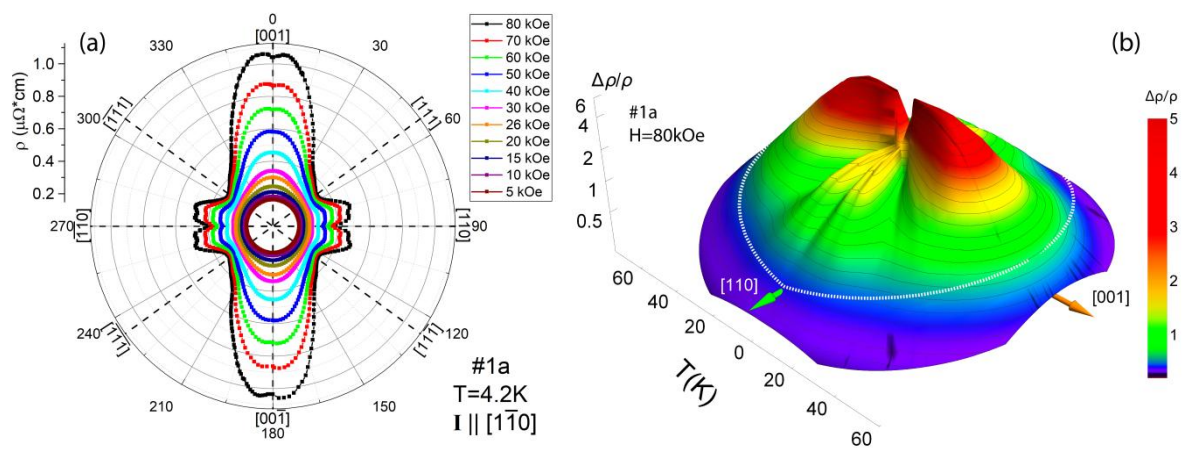 (a)
0
[001]
330
30
[1̄1̄1]
[111]
300
60
ρ (μΩ*cm)
1.0
0.8
0.6
0.4
0.2
270
[1̄1̄0]
[110]
90
240
[1̄1̄1̄]
[111̄]
120
210
150
[001̄]
180
80 kOe
70 kOe
60 kOe
50 kOe
40 kOe
30 kOe
26 kOe
20 kOe
15 kOe
10 kOe
5 kOe
#1a
T=4.2K
I || [11̄0]
(b)
Δρ/ρ
6
4
2
1
0.5
#1a
H=80kOe
60
40
20
0
20
40
60
T(K)
[110]
[001]
Δρ/ρ
5
4
3
2
1